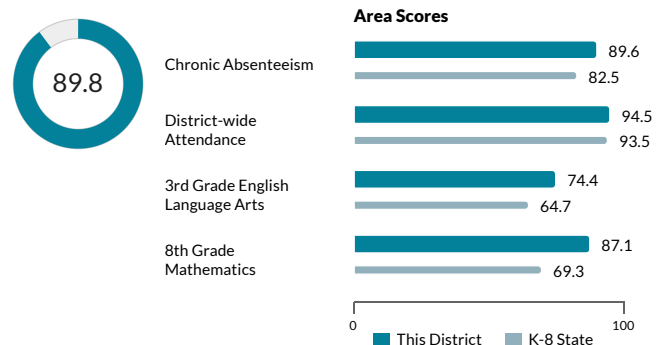 Area Scores
89.8
Chronic Absenteeism
89.6
82.5
District-wide
Attendance
94.5
93.5
3rd Grade English
Language Arts
74.4
64.7
8th Grade
Mathematics
87.1
69.3
0
100
This District
K-8 State